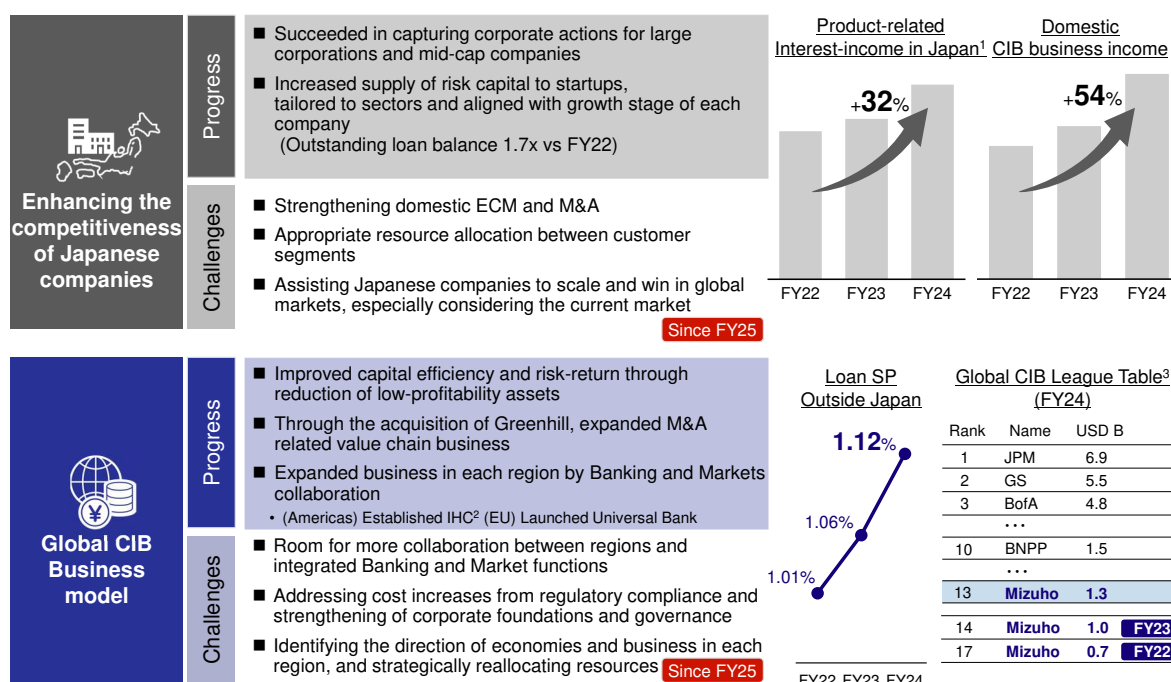 Enhancing the
competitiveness
of Japanese
companies
Progress
■ Succeeded in capturing corporate actions for large
corporations and mid-cap companies
■ Increased supply of risk capital to startups,
tailored to sectors and aligned with growth stage of each
company
(Outstanding loan balance 1.7x vs FY22)
Challenges
■ Strengthening domestic ECM and M&A
■ Appropriate resource allocation between customer
segments
■ Assisting Japanese companies to scale and win in global
markets, especially considering the current market
Since FY25
Product-related
Interest-income in Japan¹
+32%
FY22 FY23 FY24
Domestic
CIB business income
+54%
FY22 FY23 FY24
¥
Global CIB
Business
model
Progress
■ Improved capital efficiency and risk-return through
reduction of low-profitability assets
■ Through the acquisition of Greenhill, expanded M&A
related value chain business
■ Expanded business in each region by Banking and Markets
collaboration
• (Americas) Established IHC² (EU) Launched Universal Bank
Challenges
■ Room for more collaboration between regions and
integrated Banking and Market functions
■ Addressing cost increases from regulatory compliance and
strengthening of corporate foundations and governance
■ Identifying the direction of economies and business in each
region, and strategically reallocating resources
Since FY25
Loan SP
Outside Japan
1.12%
1.06%
1.01%
FY22 FY23 FY24
Global CIB League Table³
(FY24)
Rank Name USD B
1 JPM 6.9
2 GS 5.5
3 BofA 4.8
...
10 BNPP 1.5
...
13 Mizuho 1.3
14 Mizuho 1.0 FY23
17 Mizuho 0.7 FY22